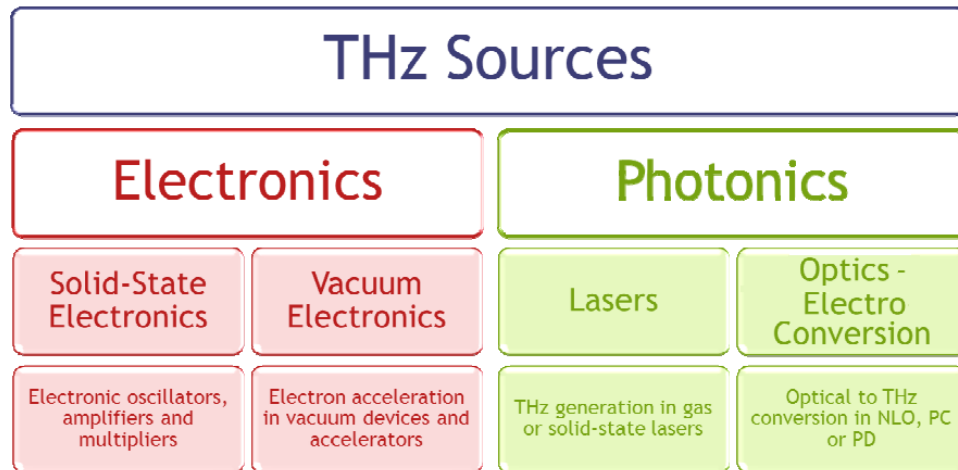 THz Sources
Electronics
Photonics
Solid-State
Electronics
Vacuum
Electronics
Lasers
Optics -
Electro
Conversion
Electronic oscillators,
amplifiers and
multipliers
Electron acceleration
in vacuum devices and
accelerators
THz generation in gas
or solid-state lasers
Optical to THz
conversion in NLO, PC
or PD